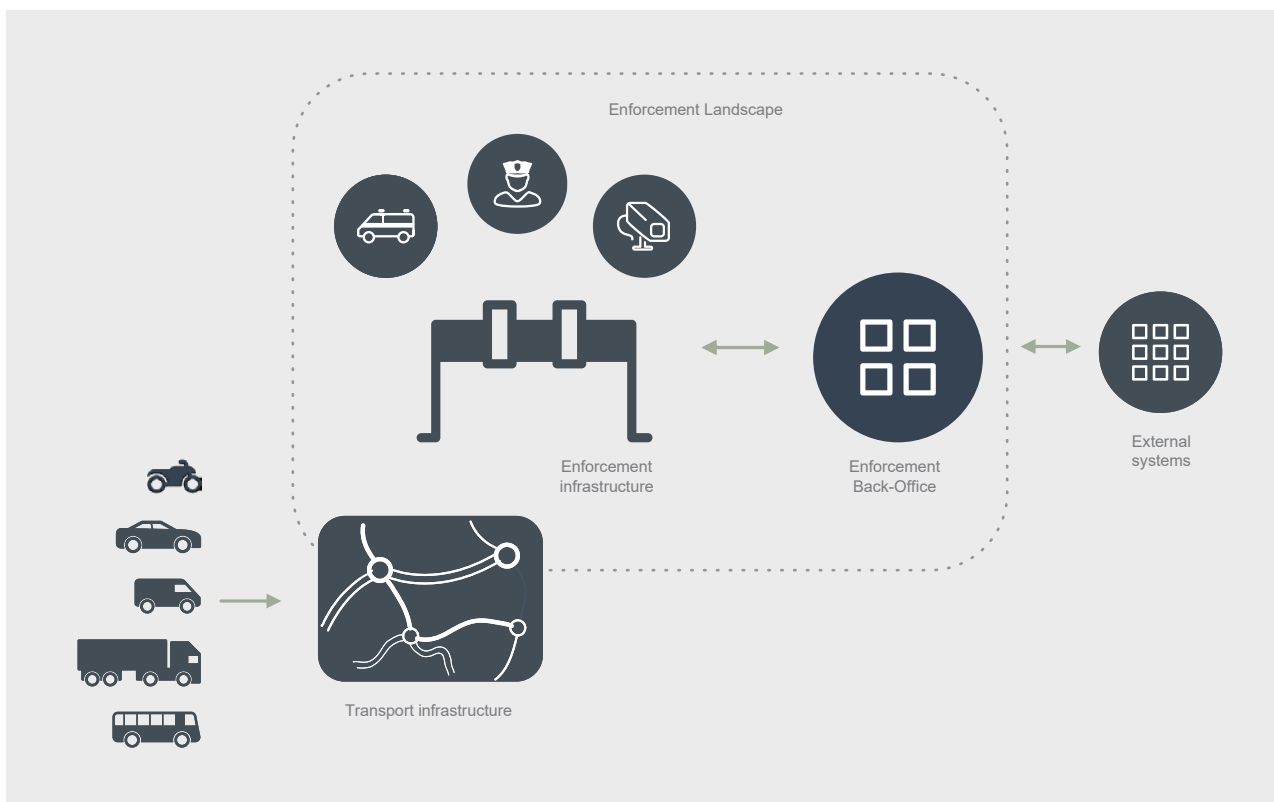 Enforcement Landscape
Enforcement
infrastructure
Enforcement
Back-Office
External
systems
Transport infrastructure